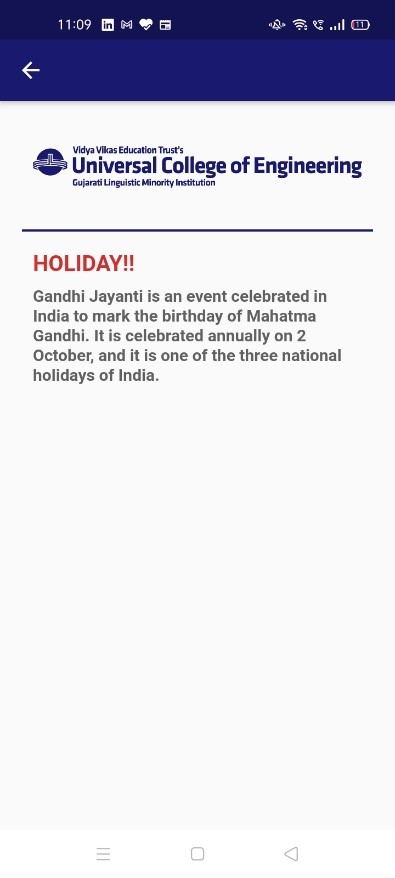 11:09
11
Vidya Vikas Education Trust's
Universal College of Engineering
Gujarati Linguistic Minority Institution
HOLIDAY!!
Gandhi Jayanti is an event celebrated in
India to mark the birthday of Mahatma
Gandhi. It is celebrated annually on 2
October, and it is one of the three national
holidays of India.